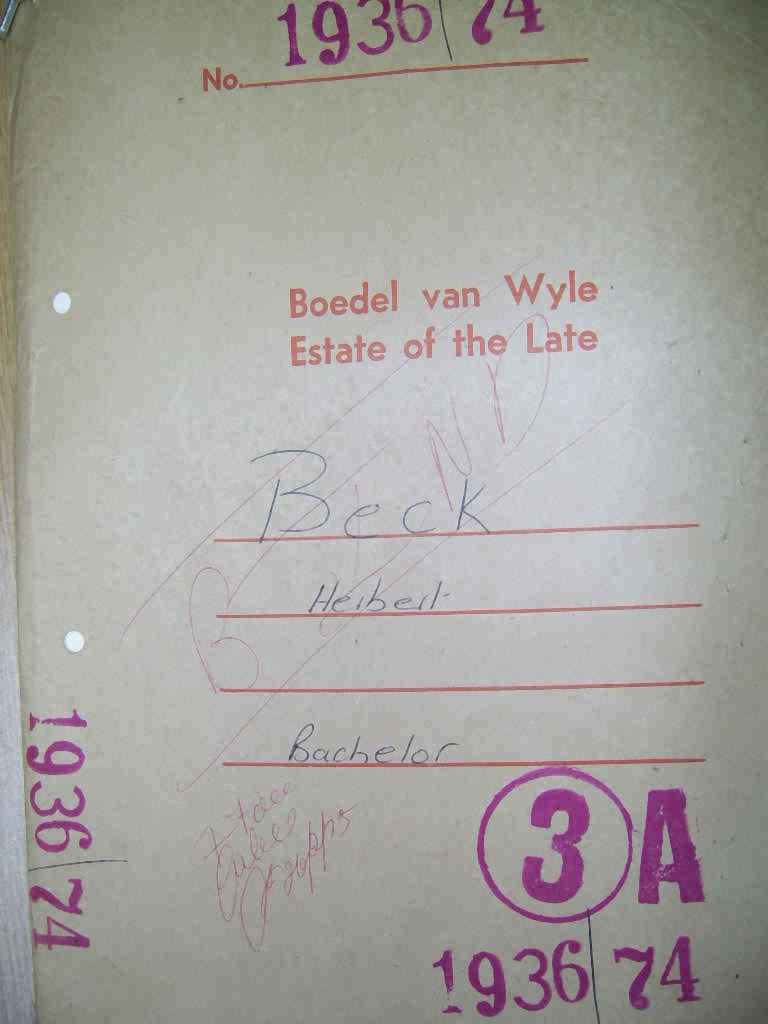 1936/74
No.
Boedel van Wyle
Estate of the Late
Beck
Herbert
Bachelor
3 A
1936/74
1936/74